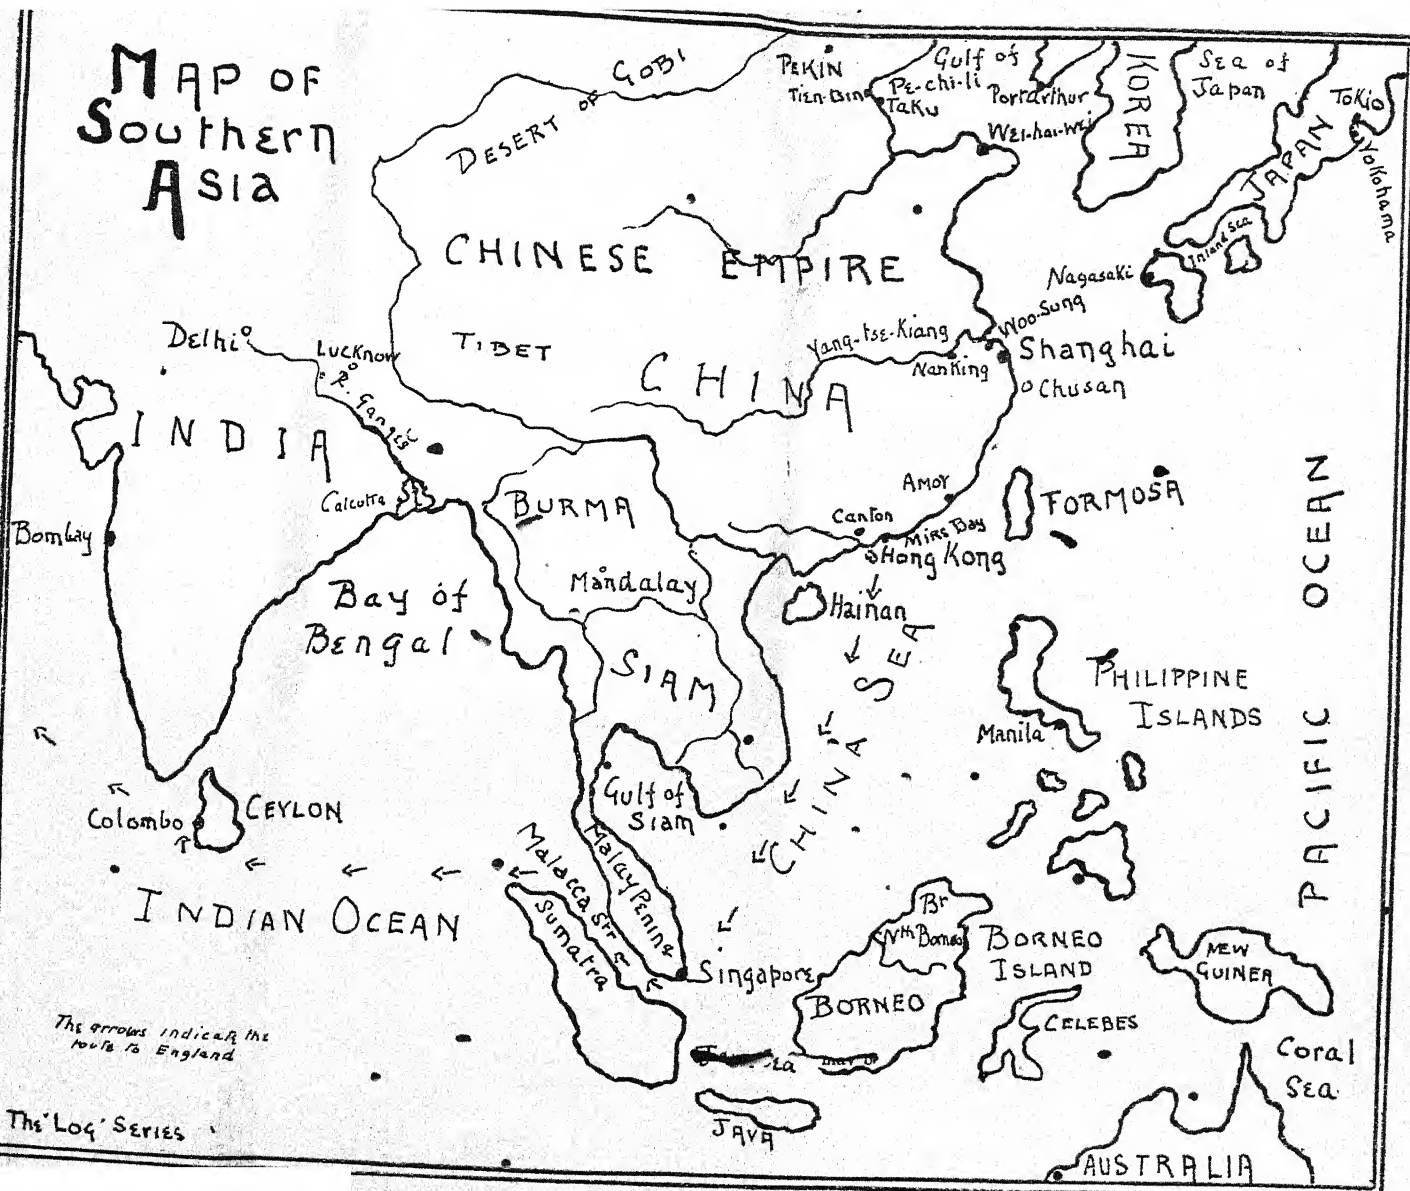 MAP OF
Southern
ASIA
DESERT OF GOBI
PEKIN
Tien-tsin
Gulf of
Pe-chi-li
TAKU
Port arthur
Wei-hai-wei
KOREA
Sea of
Japan
Tokio
JAPAN
Yokohama
Inland Sea
Nagasaki
CHINESE EMPIRE
TIBET
CHINA
Yang-tse-Kiang
Woo-Sung
NanKing
Shanghai
Chusan
Delhi
Lucknow
R. Ganges
INDIA
Calcutta
Bombay
BURMA
Mandalay
Amoy
Canton
Mirs Bay
Hong Kong
FORMOSA
Hainan
Bay of
Bengal
SIAM
CHINA SEA
PACIFIC OCEAN
PHILIPPINE
ISLANDS
Manila
Gulf of
Siam
Colombo
CEYLON
Malacca Str
Malay Penina
INDIAN OCEAN
Sumatra
Singapore
Br
Nth Borneo
BORNEO
ISLAND
BORNEO
NEW
GUINEA
CELEBES
The arrows indicate the
route to England
Coral
Sea
JAVA
The 'Log' Series
AUSTRALIA